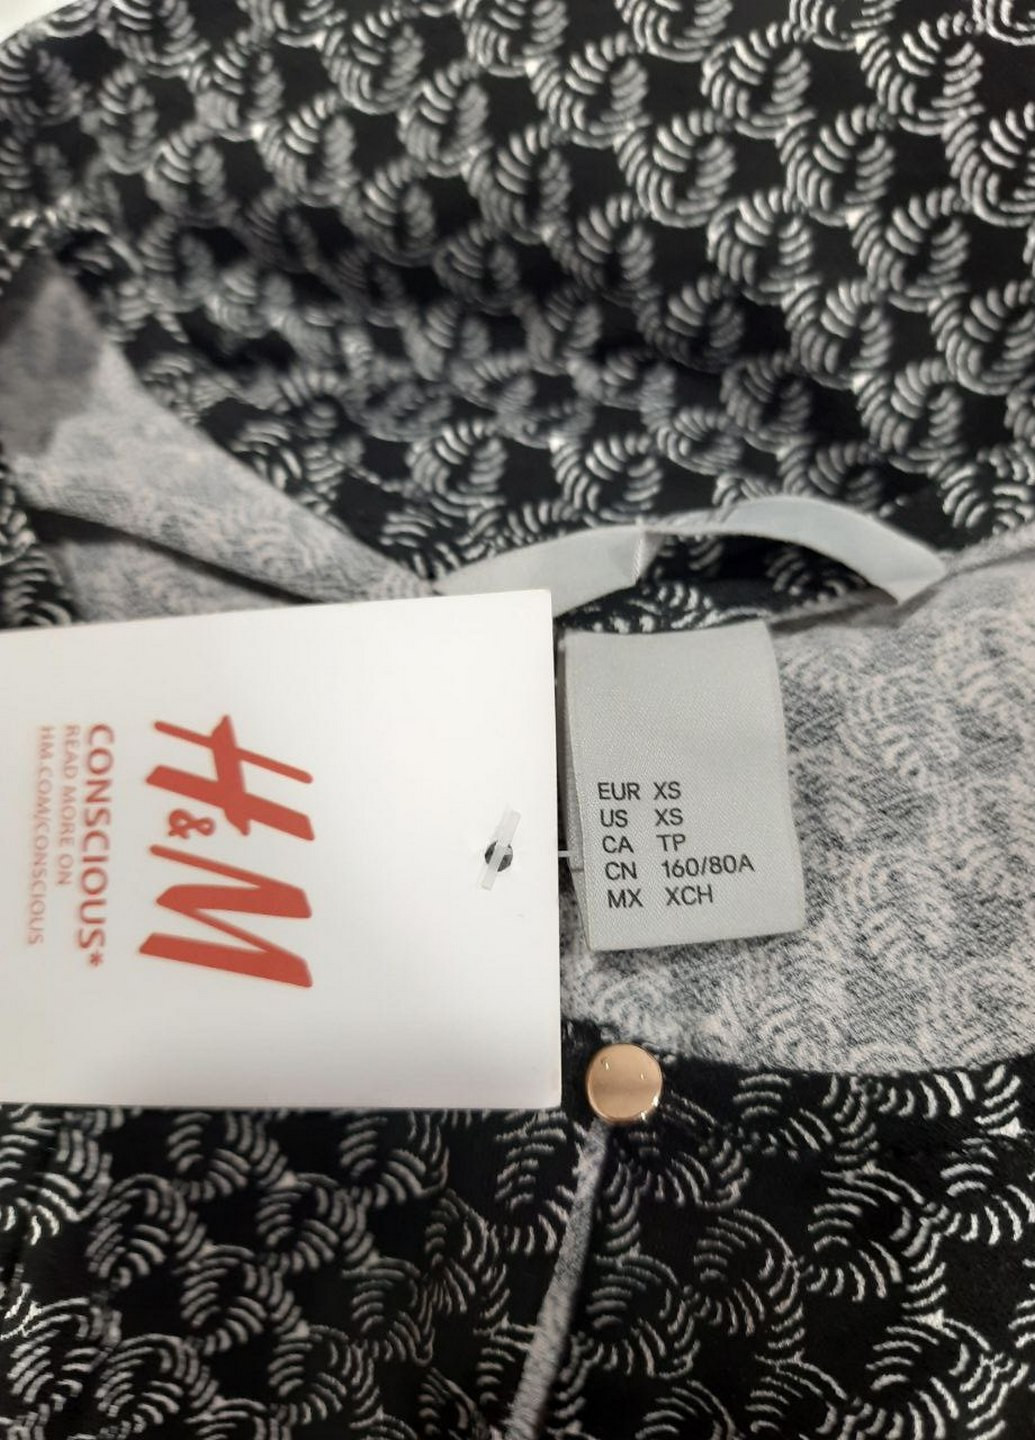 H&M
CONSCIOUS*
READ MORE ON
HM.COM/CONSCIOUS
EUR XS
US XS
CA TP
CN 160/80A
MX XCH